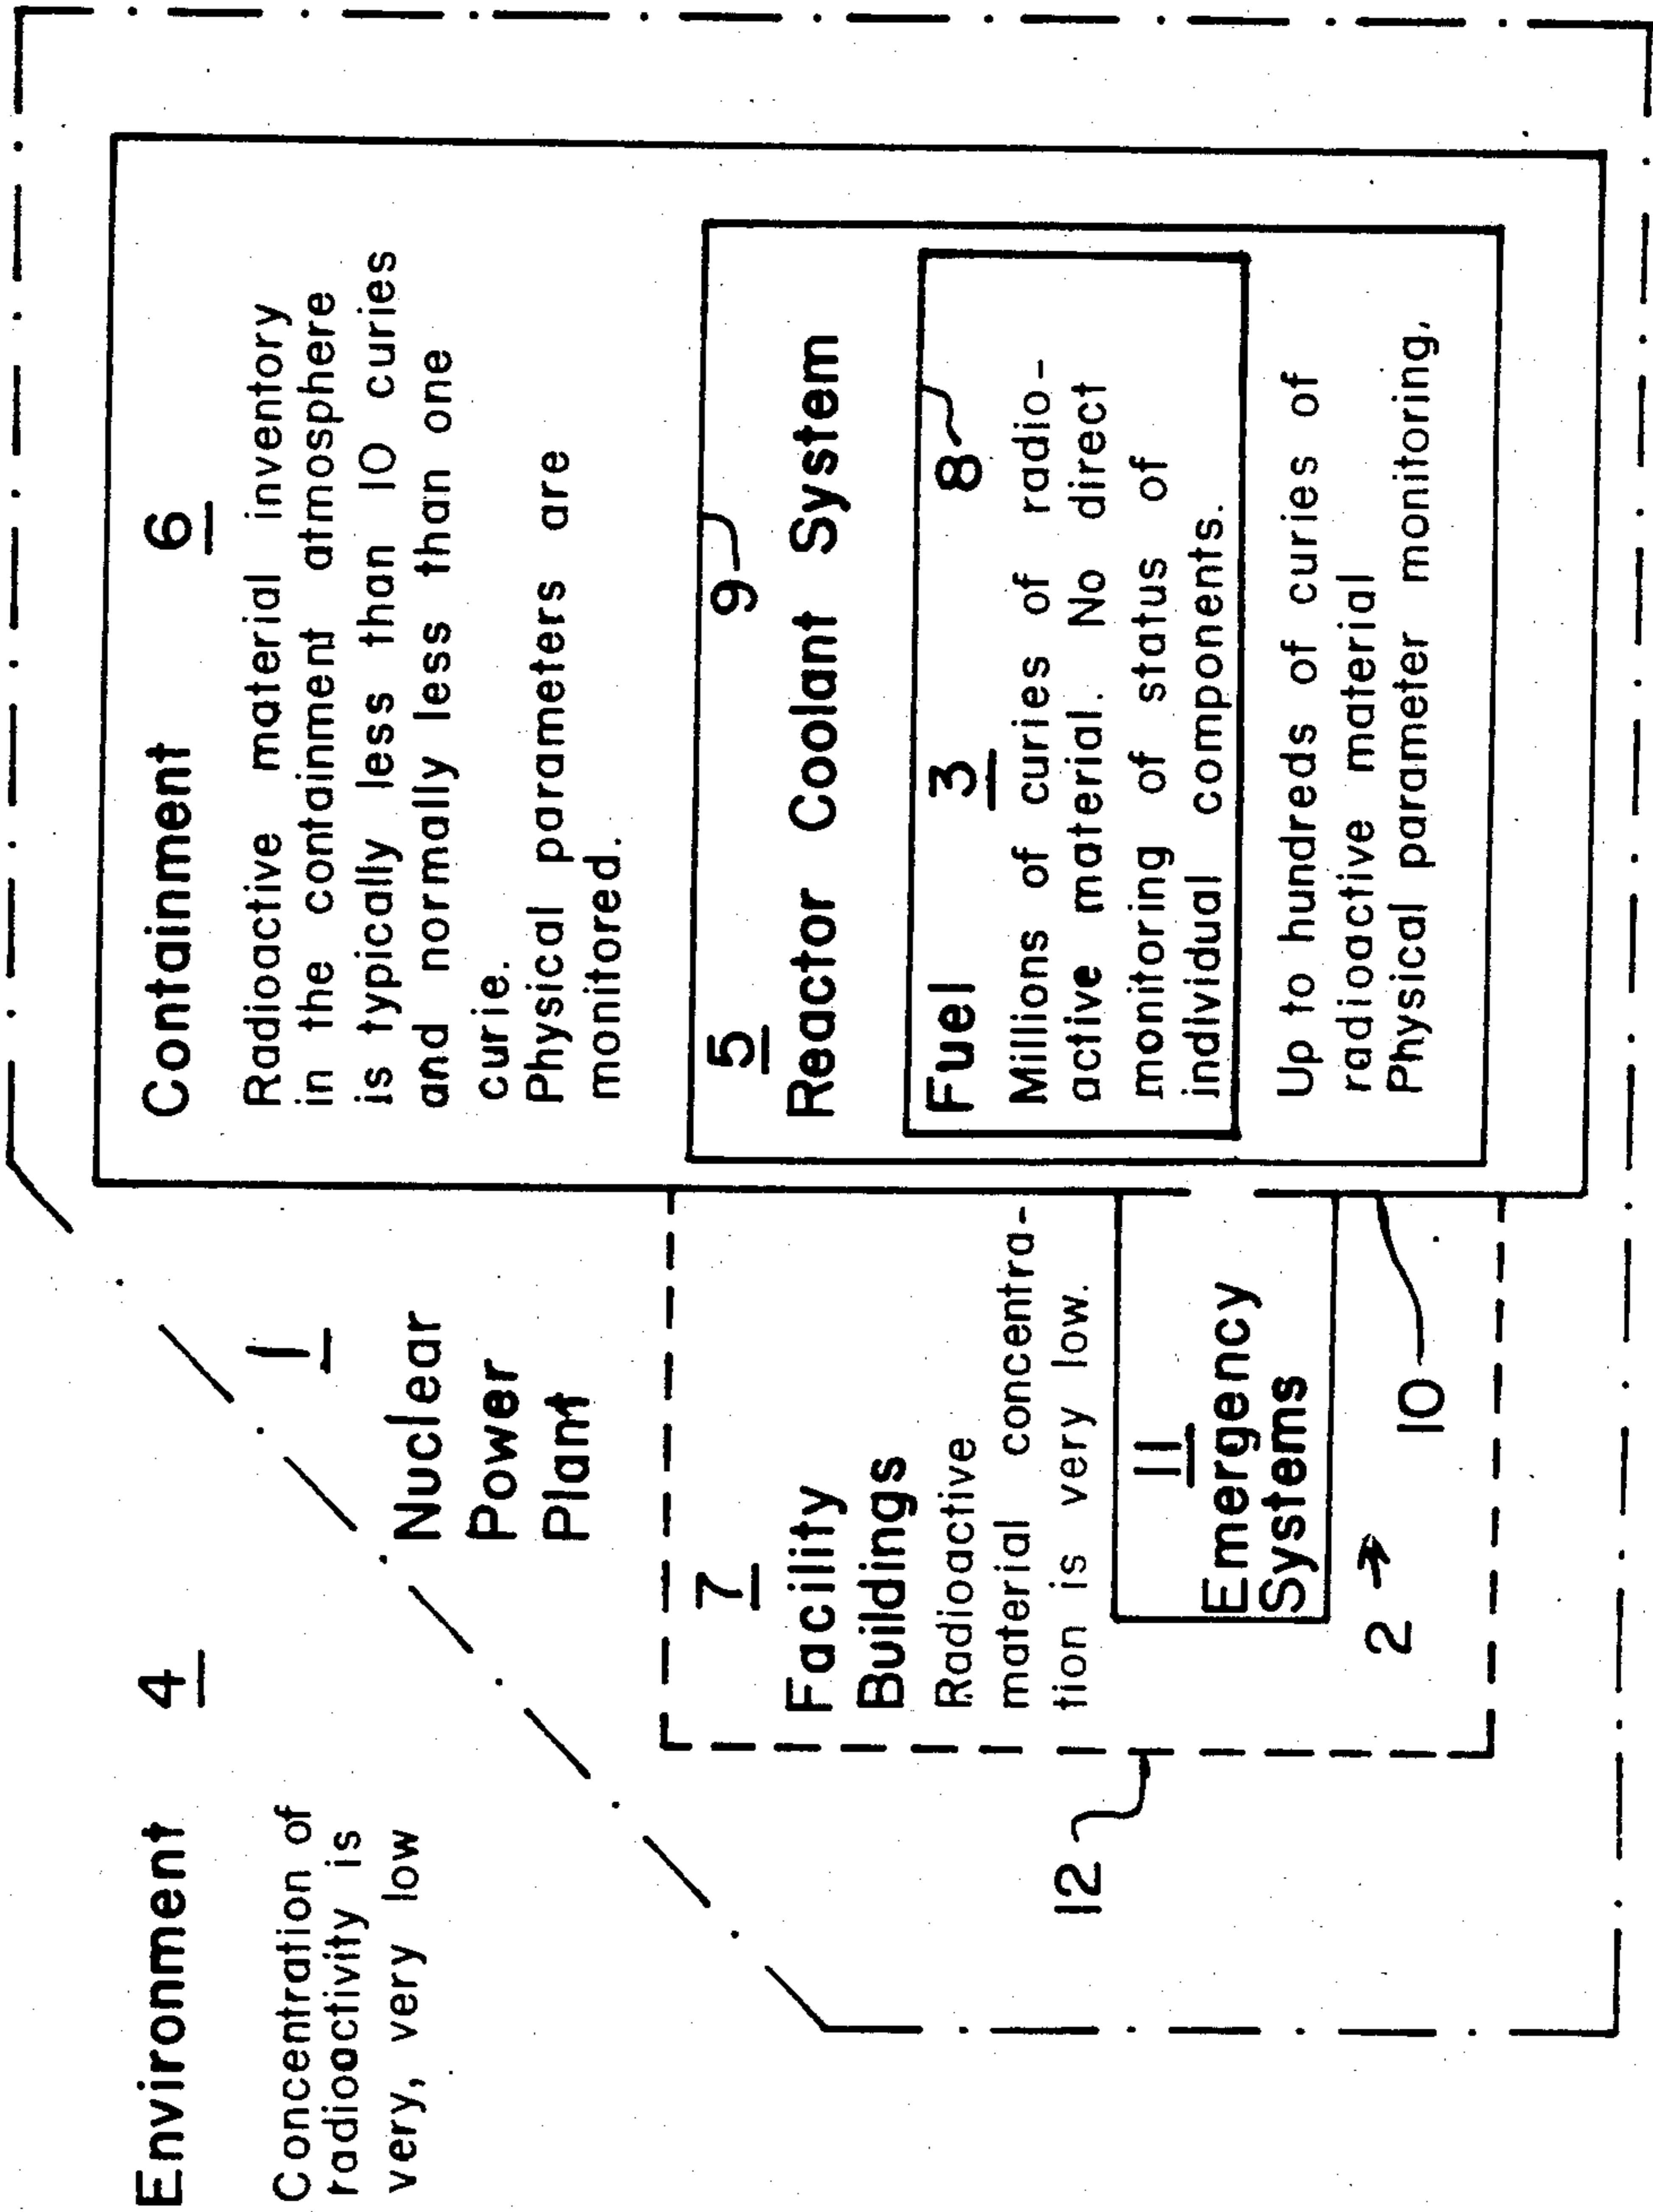 Environment 4
Concentration of
radioactivity is
very, very low
1
Nuclear
Power
Plant
7
Facility
Buildings
Radioactive
material concentra-
tion is very low.
11
Emergency
Systems
2
10
12
Containment 6
Radioactive material inventory
in the containment atmosphere
is typically less than 10 curies
and normally less than one
curie.
Physical parameters are
monitored.
5
9
Reactor Coolant System
Fuel 3
8
Millions of curies of radio-
active material. No direct
monitoring of status of
individual components.
Up to hundreds of curies of
radioactive material
Physical parameter monitoring,